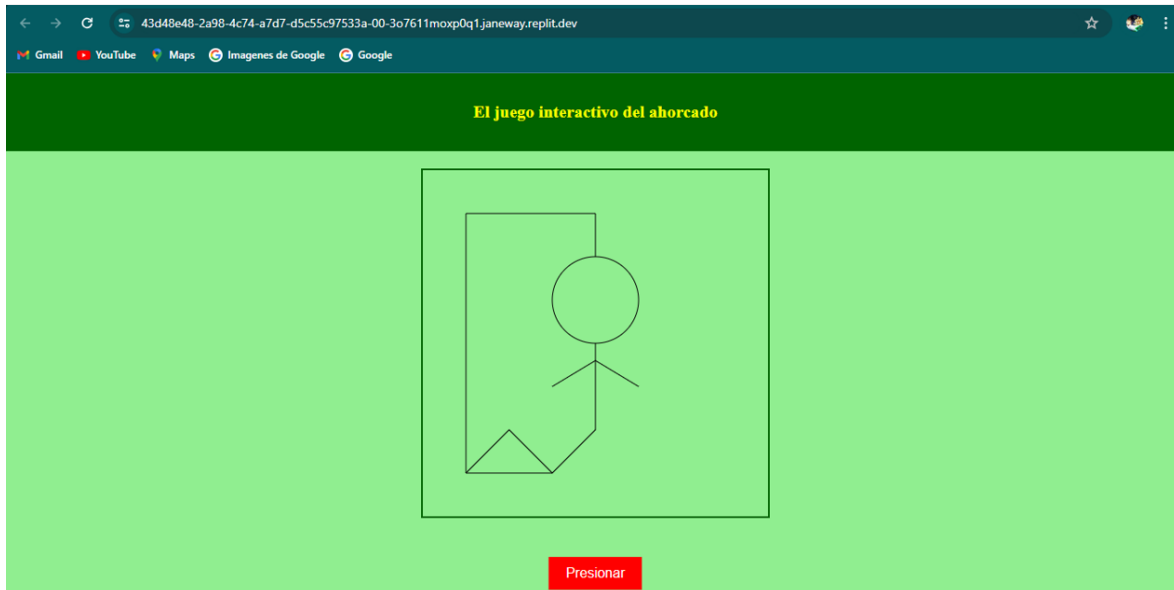 43d48e48-2a98-4c74-a7d7-d5c55c97533a-00-3o7611moxp0q1.janeway.replit.dev
Gmail YouTube Maps Imagenes de Google Google
El juego interactivo del ahorcado
Presionar